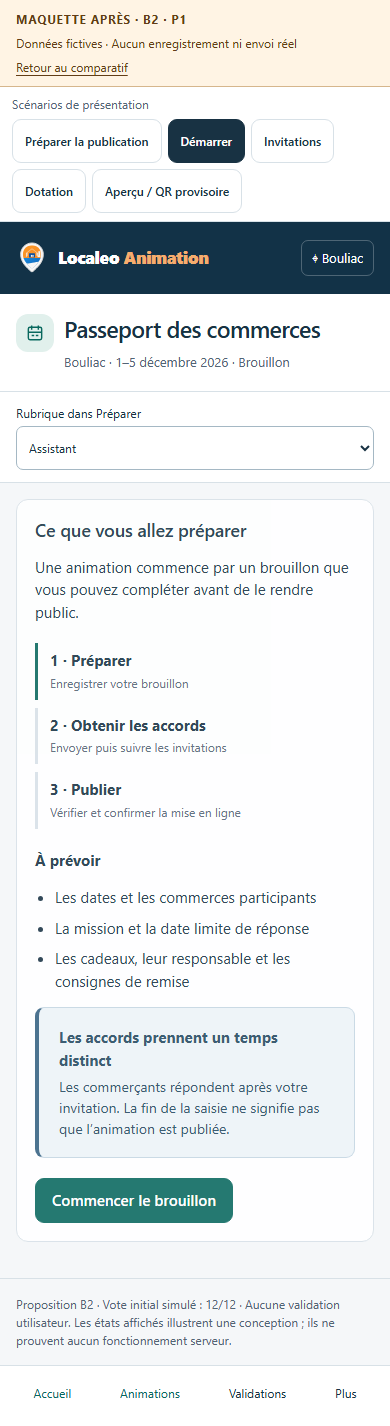 MAQUETTE APRÈS · B2 · P1
Données fictives · Aucun enregistrement ni envoi réel
Retour au comparatif
Scénarios de présentation
Préparer la publication
Démarrer
Invitations
Dotation
Aperçu / QR provisoire
Localeo Animation
⌖ Bouliac
Passeport des commerces
Bouliac · 1–5 décembre 2026 · Brouillon
Rubrique dans Préparer
Assistant
Ce que vous allez préparer
Une animation commence par un brouillon que
vous pouvez compléter avant de le rendre
public.
1 · Préparer
Enregistrer votre brouillon
2 · Obtenir les accords
Envoyer puis suivre les invitations
3 · Publier
Vérifier et confirmer la mise en ligne
À prévoir
• Les dates et les commerces participants
• La mission et la date limite de réponse
• Les cadeaux, leur responsable et les
consignes de remise
Les accords prennent un temps
distinct
Les commerçants répondent après votre
invitation. La fin de la saisie ne signifie pas
que l'animation est publiée.
Commencer le brouillon
Proposition B2 · Vote initial simulé : 12/12 · Aucune validation
utilisateur. Les états affichés illustrent une conception ; ils ne
prouvent aucun fonctionnement serveur.
Accueil
Animations
Validations
Plus